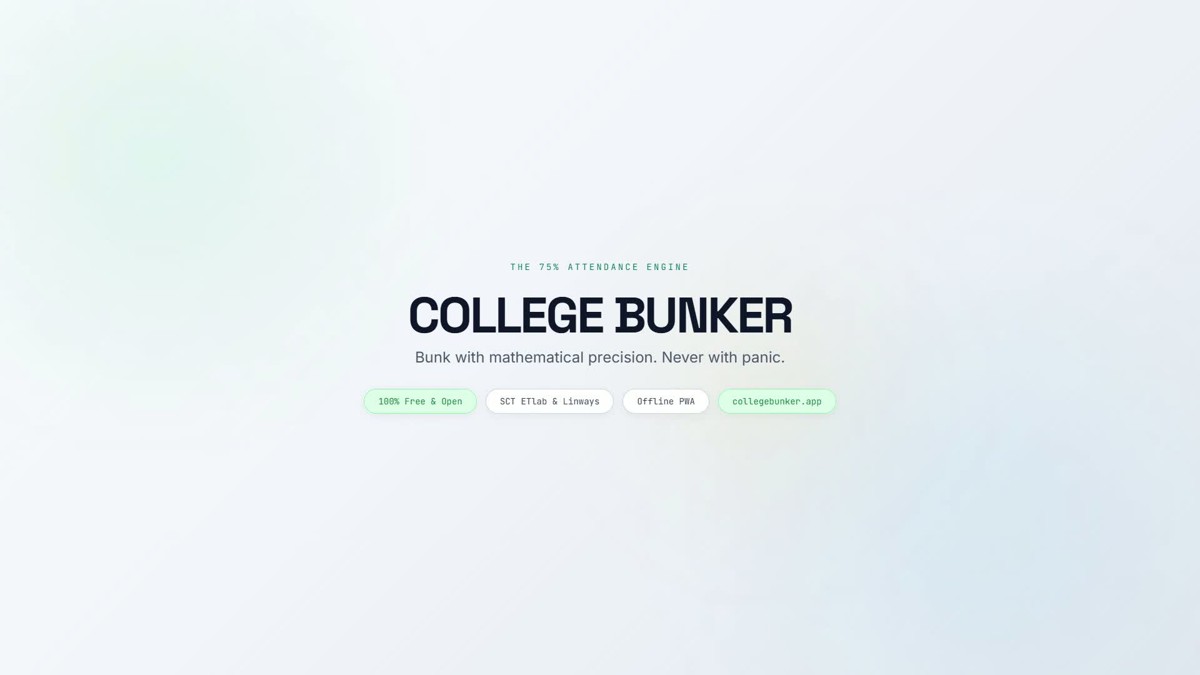 THE 75% ATTENDANCE ENGINE
COLLEGE BUNKER
Bunk with mathematical precision. Never with panic.
100% Free & Open
SCT ETlab & Linways
Offline PWA
collegebunker.app